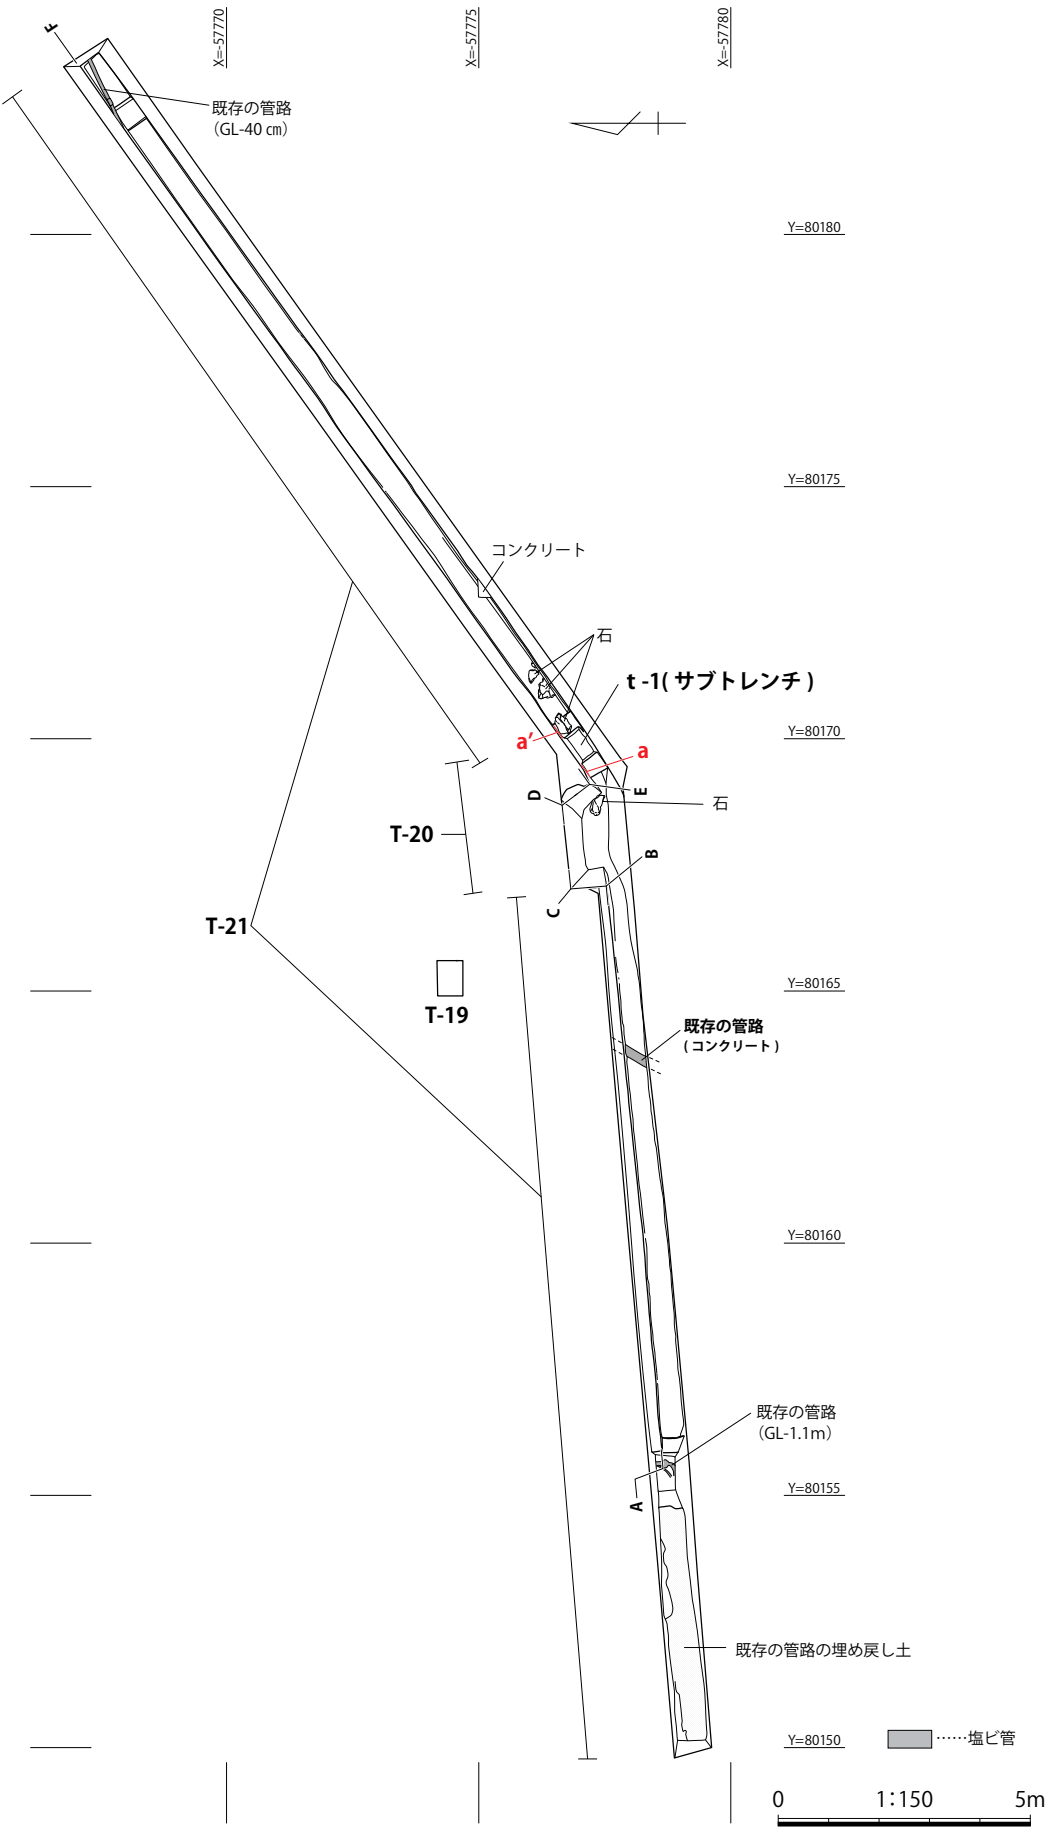 X=-57770
X=-57775
X=-57780
F
既存の管路
（GL-40 ㎝）
Y=80180
Y=80175
コンクリート
石
t -1( サブトレンチ )
Y=80170
a′
a
D
E
石
T-20
B
C
T-21
T-19
Y=80165
既存の管路
( コンクリート )
Y=80160
既存の管路
（GL-1.1m）
Y=80155
A
既存の管路の埋め戻し土
Y=80150
……塩ビ管
0 1：150 5m